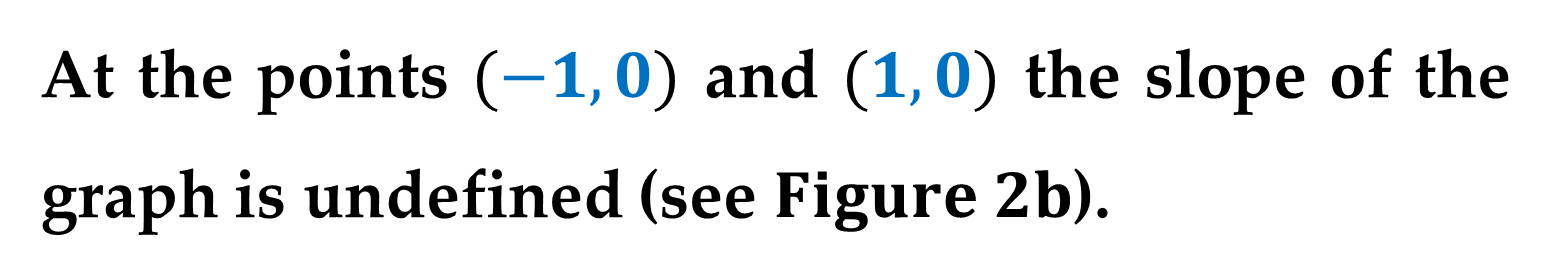 At the points (−1, 0) and (1, 0) the slope of the
graph is undefined (see Figure 2b).